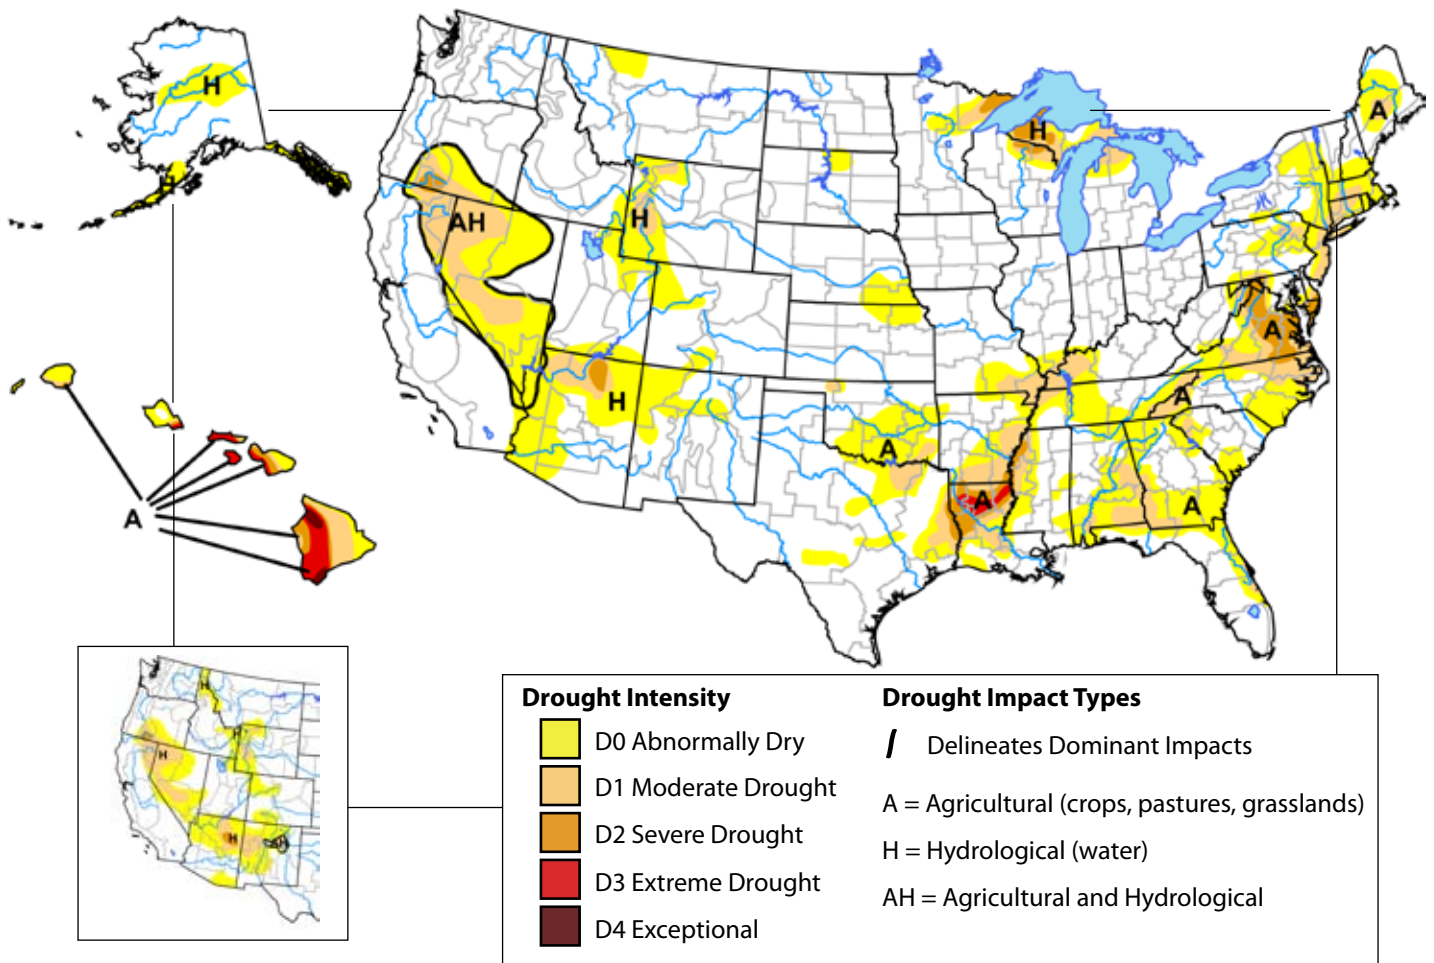 H
H
A
H
AH
H
A
A
H
A
A
A
A
A
H
H
H
H
AH
Drought Intensity
D0 Abnormally Dry
D1 Moderate Drought
D2 Severe Drought
D3 Extreme Drought
D4 Exceptional
Drought Impact Types
Delineates Dominant Impacts
A = Agricultural (crops, pastures, grasslands)
H = Hydrological (water)
AH = Agricultural and Hydrological